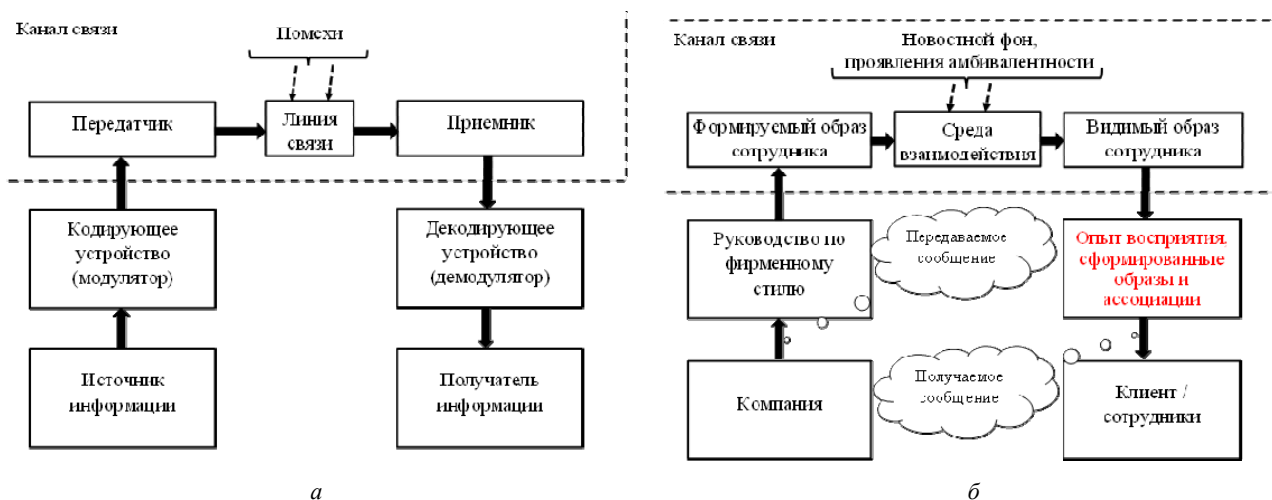 Канал связи
Помехи
Передатчик
Линия
связи
Приемник
Кодирующее
устройство
(модулятор)
Декодирующее
устройство
(демодулятор)
Источник
информации
Получатель
информации
а
Канал связи
Новостной фон,
проявления амбивалентности
Формируемый образ
сотрудника
Среда
взаимодействия
Видимый образ
сотрудника
Руководство по
фирменному
стилю
Передаваемое
сообщение
Опыт восприятия,
сформированные
образы и
ассоциации
Компания
Получаемое
сообщение
Клиент /
сотрудники
б